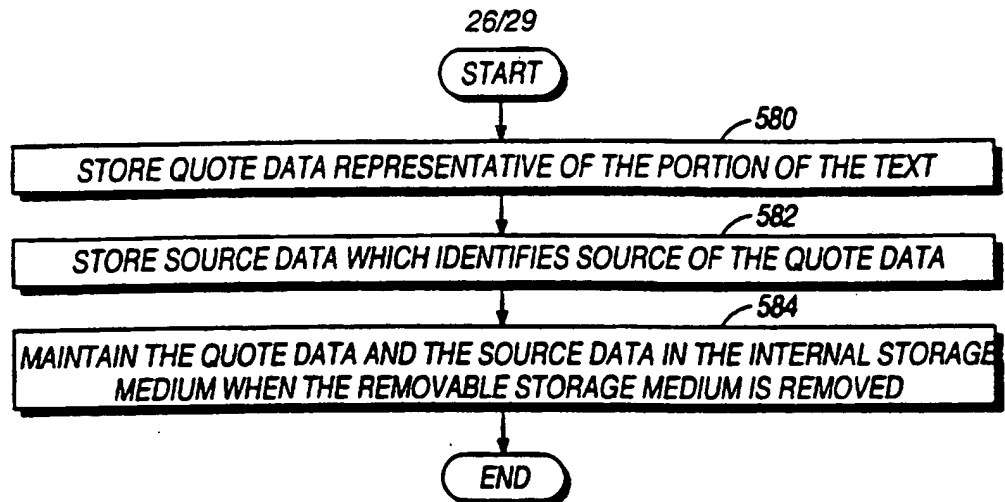 26/29
START
580
STORE QUOTE DATA REPRESENTATIVE OF THE PORTION OF THE TEXT
582
STORE SOURCE DATA WHICH IDENTIFIES SOURCE OF THE QUOTE DATA
584
MAINTAIN THE QUOTE DATA AND THE SOURCE DATA IN THE INTERNAL STORAGE
MEDIUM WHEN THE REMOVABLE STORAGE MEDIUM IS REMOVED
END